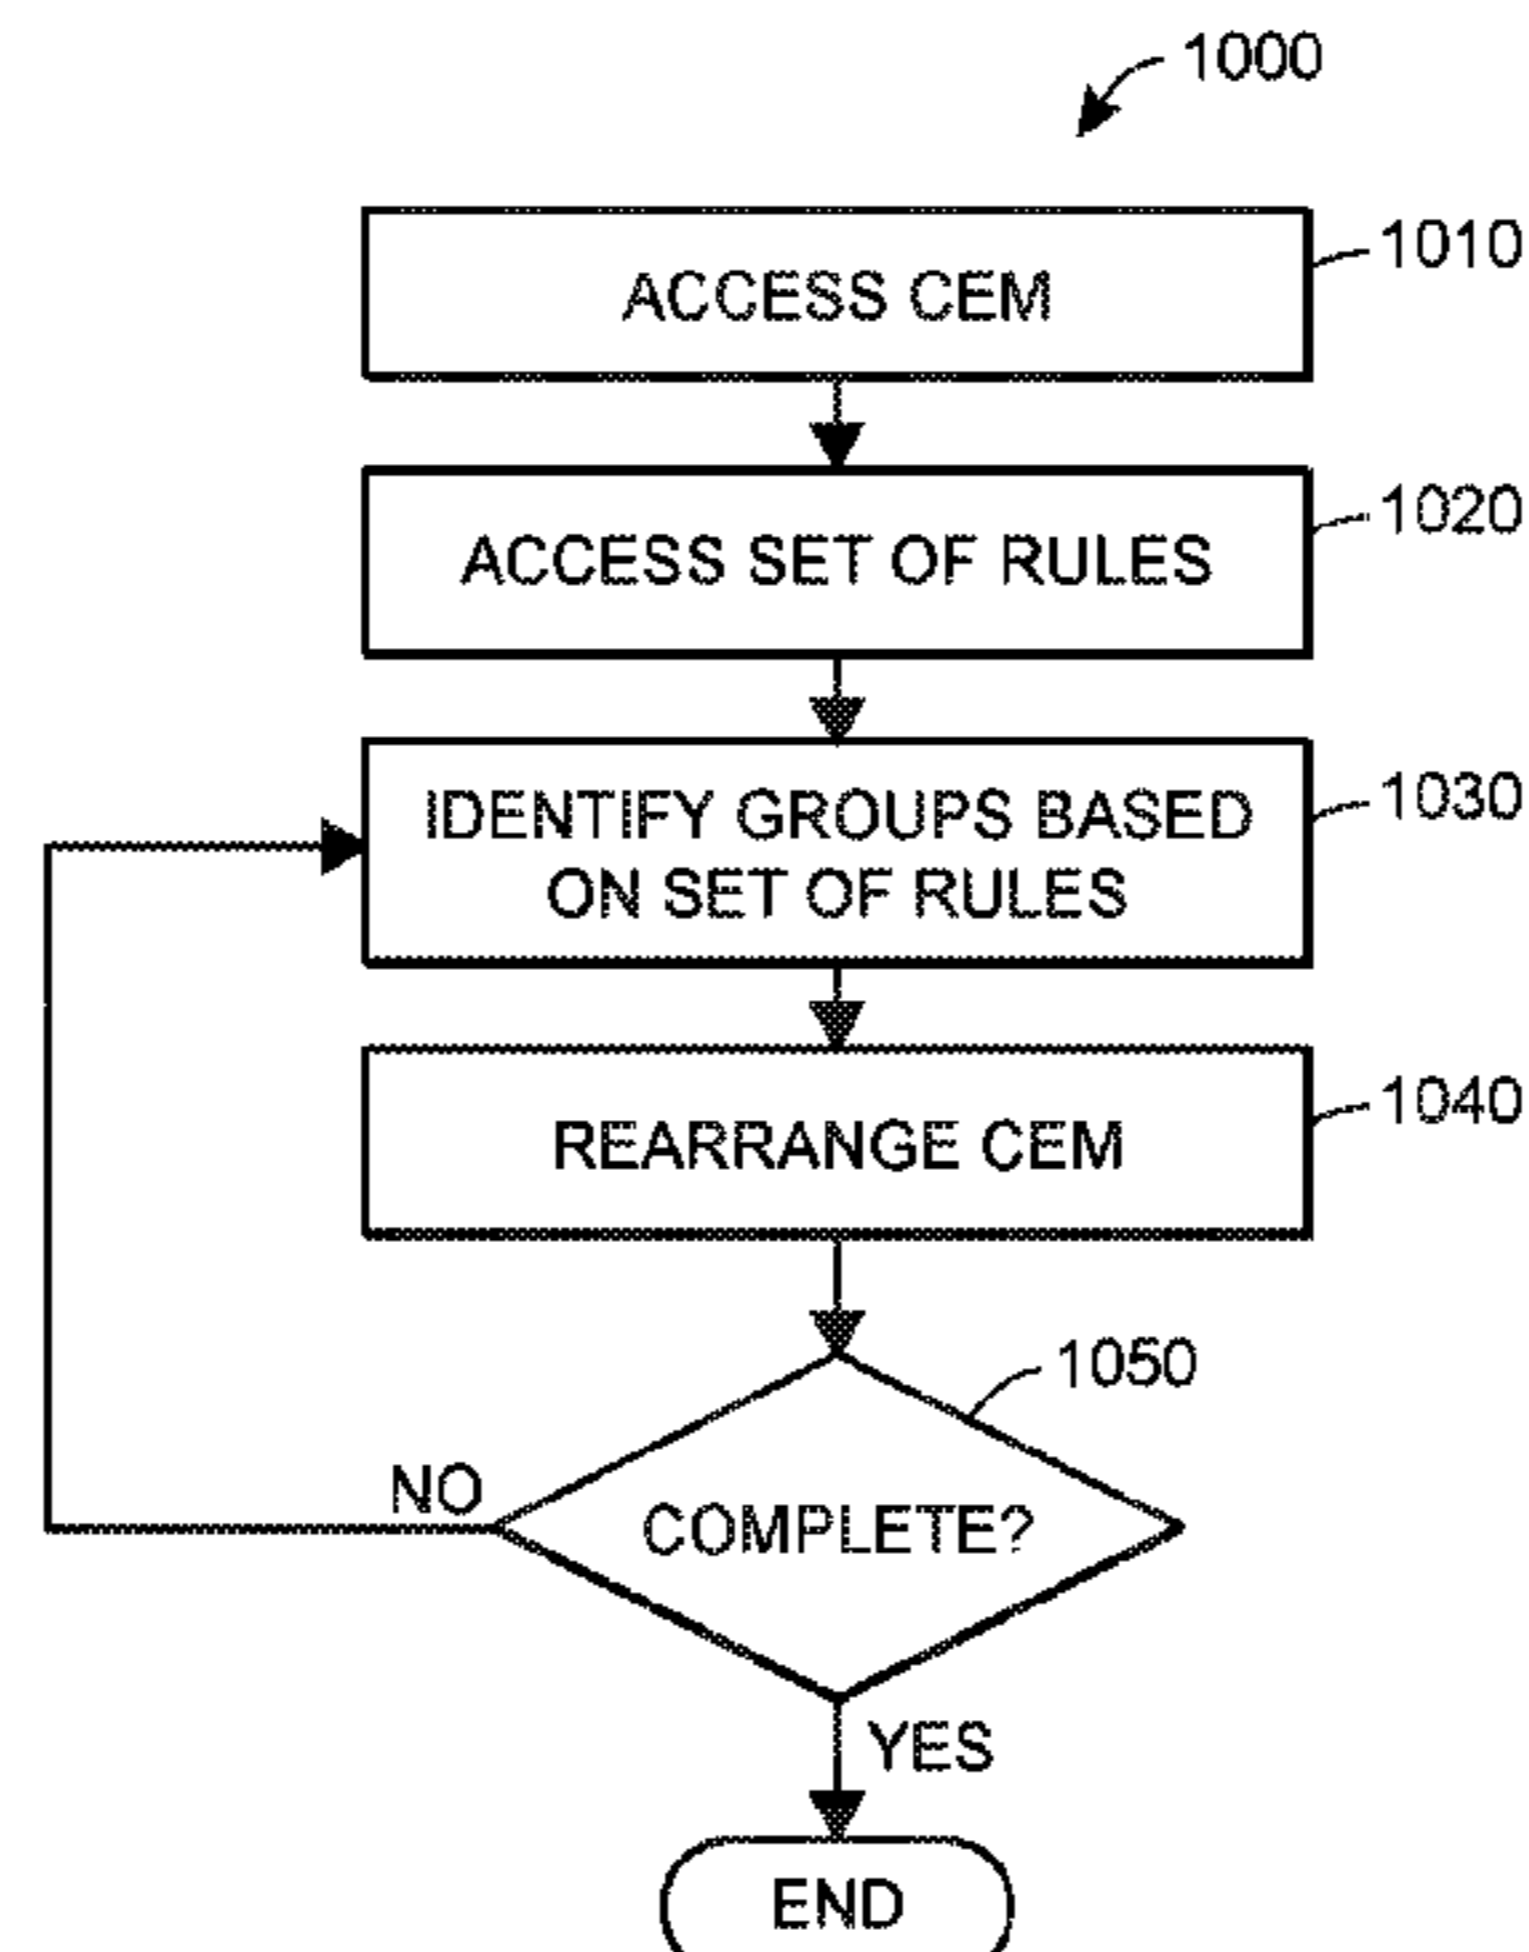 1000
ACCESS CEM
1010
ACCESS SET OF RULES
1020
IDENTIFY GROUPS BASED
ON SET OF RULES
1030
REARRANGE CEM
1040
1050
COMPLETE?
NO
YES
END